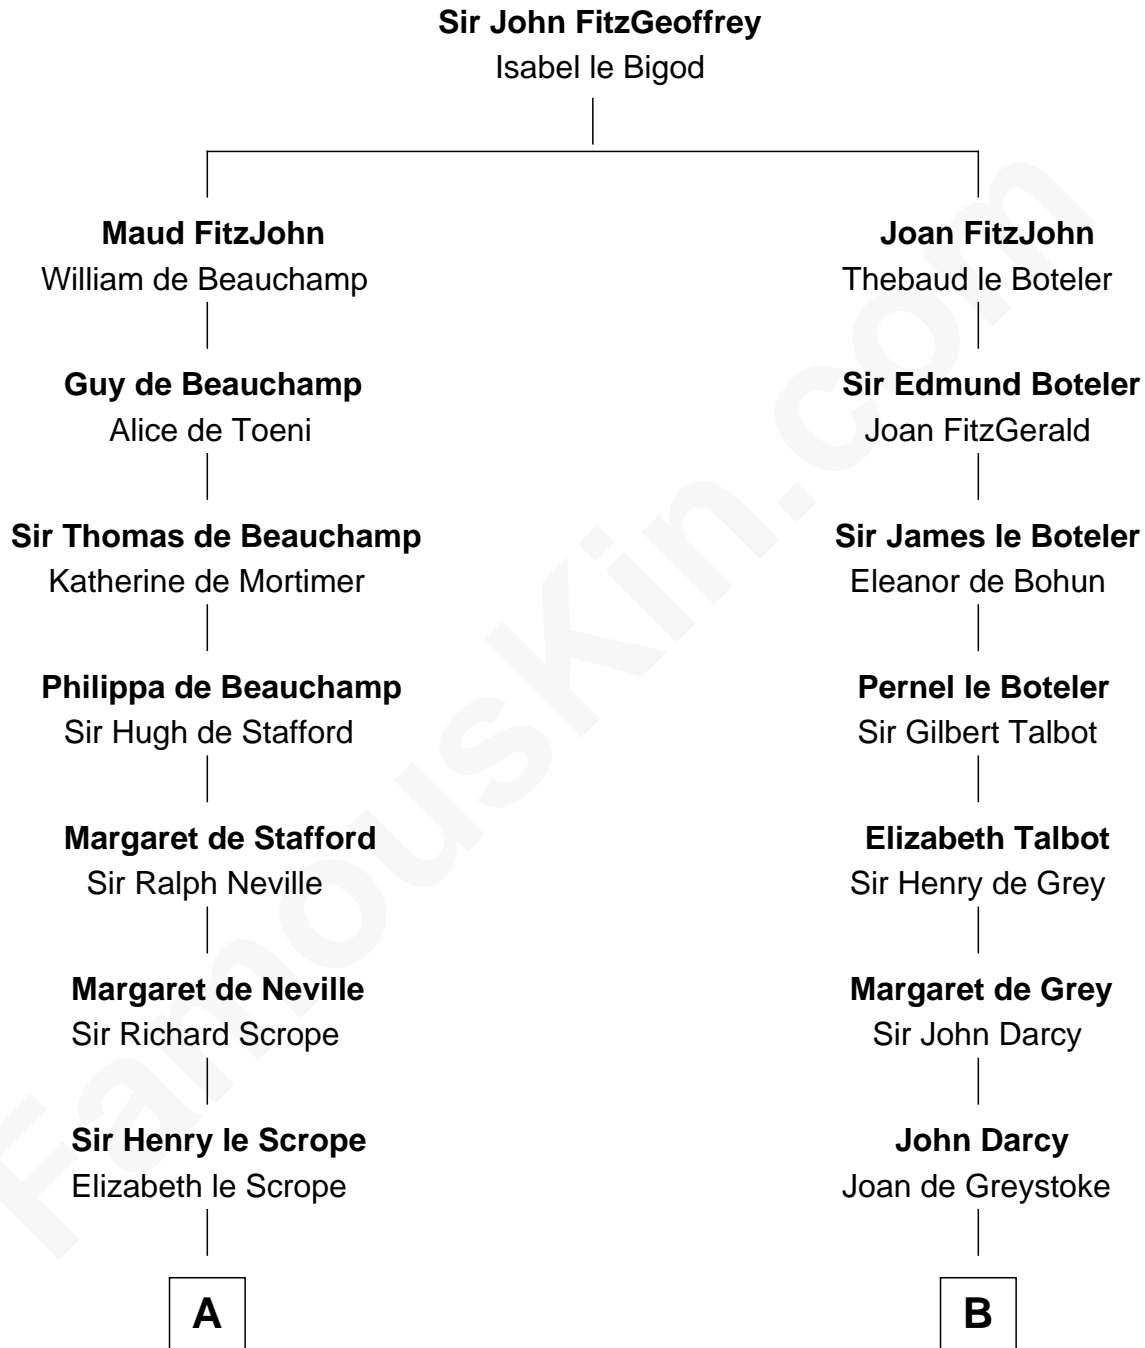 Sir John FitzGeoffrey
Isabel le Bigod
Maud FitzJohn
William de Beauchamp
Joan FitzJohn
Thebaud le Boteler
Guy de Beauchamp
Alice de Toeni
Sir Edmund Boteler
Joan FitzGerald
Sir Thomas de Beauchamp
Katherine de Mortimer
Sir James le Boteler
Eleanor de Bohun
Philippa de Beauchamp
Sir Hugh de Stafford
Pernel le Boteler
Sir Gilbert Talbot
Margaret de Stafford
Sir Ralph Neville
Elizabeth Talbot
Sir Henry de Grey
Margaret de Neville
Sir Richard Scrope
Margaret de Grey
Sir John Darcy
Sir Henry le Scrope
Elizabeth le Scrope
John Darcy
Joan de Greystoke
A
B
FamousKin.com